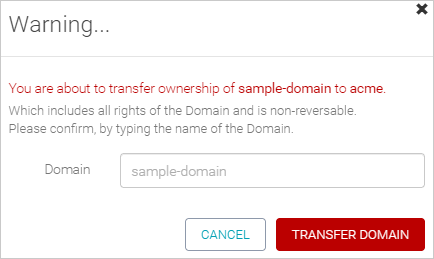 Warning...
You are about to transfer ownership of sample-domain to acme.
Which includes all rights of the Domain and is non-reversable.
Please confirm, by typing the name of the Domain.
Domain
sample-domain
CANCEL
TRANSFER DOMAIN